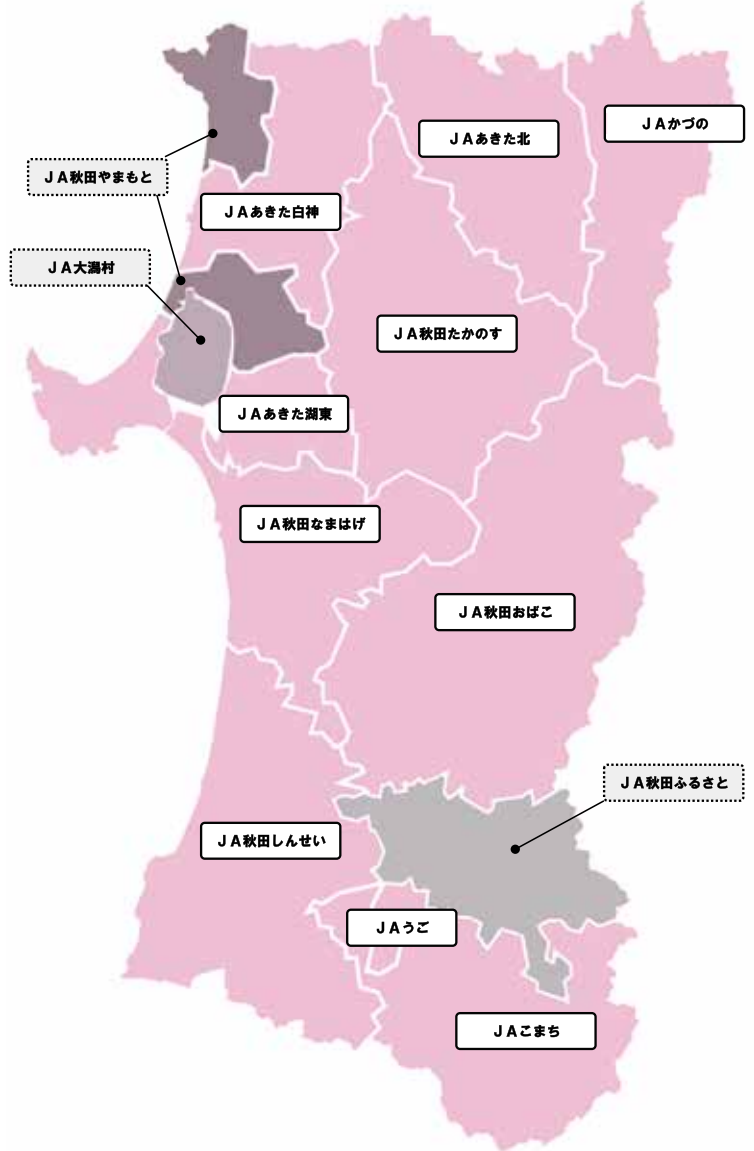 ＪＡかづの
ＪＡあきた北
ＪＡ秋田やまもと
ＪＡあきた白神
ＪＡ大潟村
ＪＡ秋田たかのす
ＪＡあきた湖東
ＪＡ秋田なまはげ
ＪＡ秋田おばこ
ＪＡ秋田ふるさと
ＪＡ秋田しんせい
ＪＡうご
ＪＡこまち